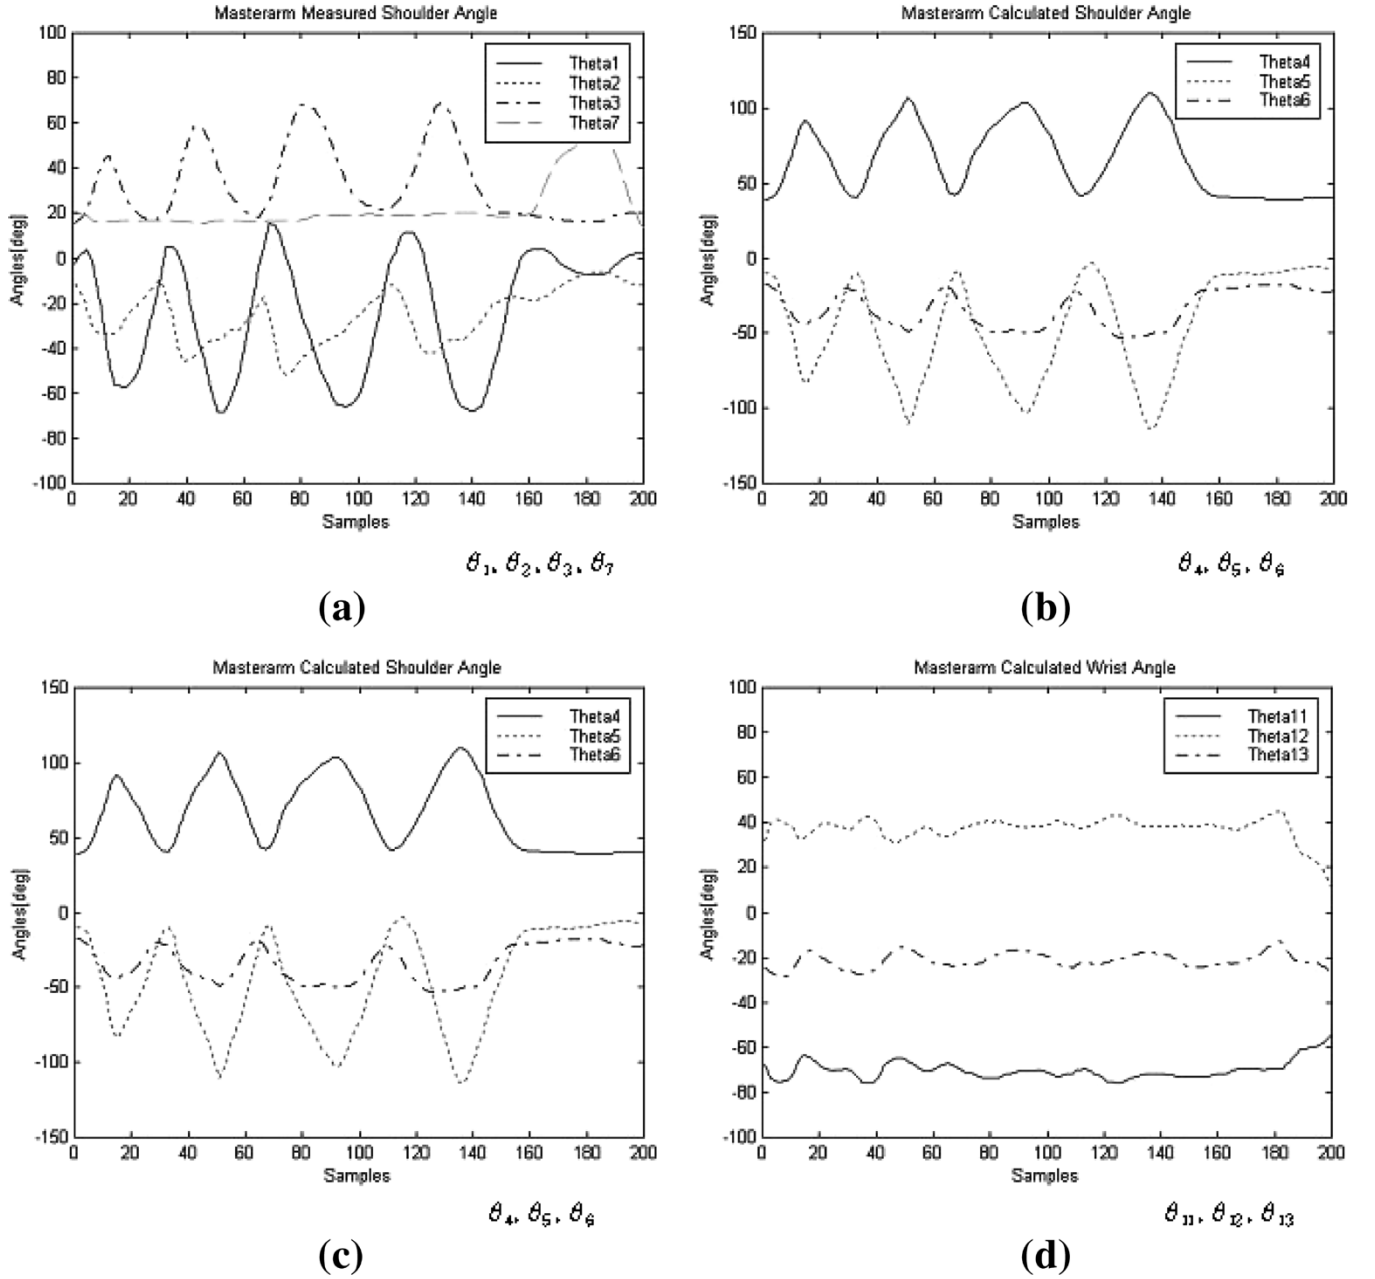 Masterarm Measured Shoulder Angle
100
80
60
40
20
0
-20
-40
-60
-80
-100
Angles[deg]
Theta1
Theta2
Theta3
Theta7
0 20 40 60 80 100 120 140 160 180 200
Samples
θ1, θ2, θ3, θ7
(a)
Masterarm Calculated Shoulder Angle
150
100
50
0
-50
-100
-150
Angles[deg]
Theta4
Theta5
Theta6
0 20 40 60 80 100 120 140 160 180 200
Samples
θ4, θ5, θ6
(b)
Masterarm Calculated Shoulder Angle
150
100
50
0
-50
-100
-150
Angles[deg]
Theta4
Theta5
Theta6
0 20 40 60 80 100 120 140 160 180 200
Samples
θ4, θ5, θ6
(c)
Masterarm Calculated Wrist Angle
100
80
60
40
20
0
-20
-40
-60
-80
-100
Angles[deg]
Theta11
Theta12
Theta13
0 20 40 60 80 100 120 140 160 180 200
Samples
θ11, θ12, θ13
(d)